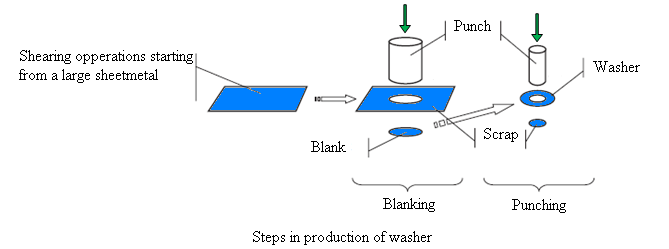 Shearing opperations starting
from a large sheetmetal
Punch
Washer
Blank
Scrap
Blanking
Punching
Steps in production of washer